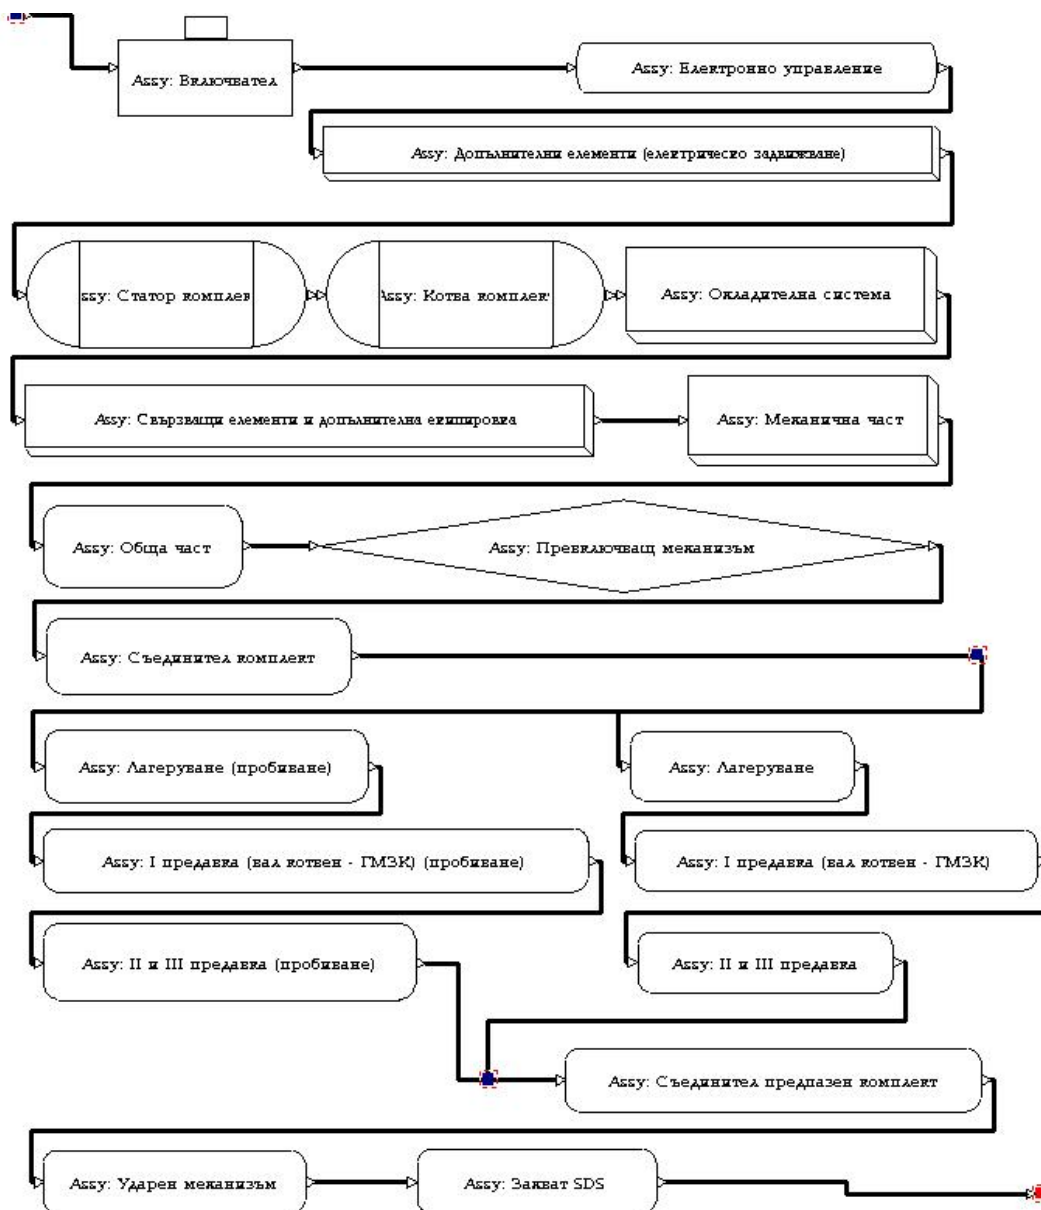 Assy: Включвател
Assy: Електронно управление
Assy: Допълнителни елементи (електрическо задвижване)
ssy: Статор комплек
Assy: Котва комплект
Assy: Охладителна система
Assy: Свързващи елементи и допълнителна екипировка
Assy: Механична част
Assy: Обща част
Assy: Превключващ механизъм
Assy: Съединител комплект
Assy: Лагеруване (пробиване)
Assy: Лагеруване
Assy: I предавка (вал котвен - ГМЗК) (пробиване)
Assy: I предавка (вал котвен - ГМЗК)
Assy: II и III предавка (пробиване)
Assy: II и III предавка
Assy: Съединител предпазен комплект
Assy: Ударен механизъм
Assy: Захват SDS